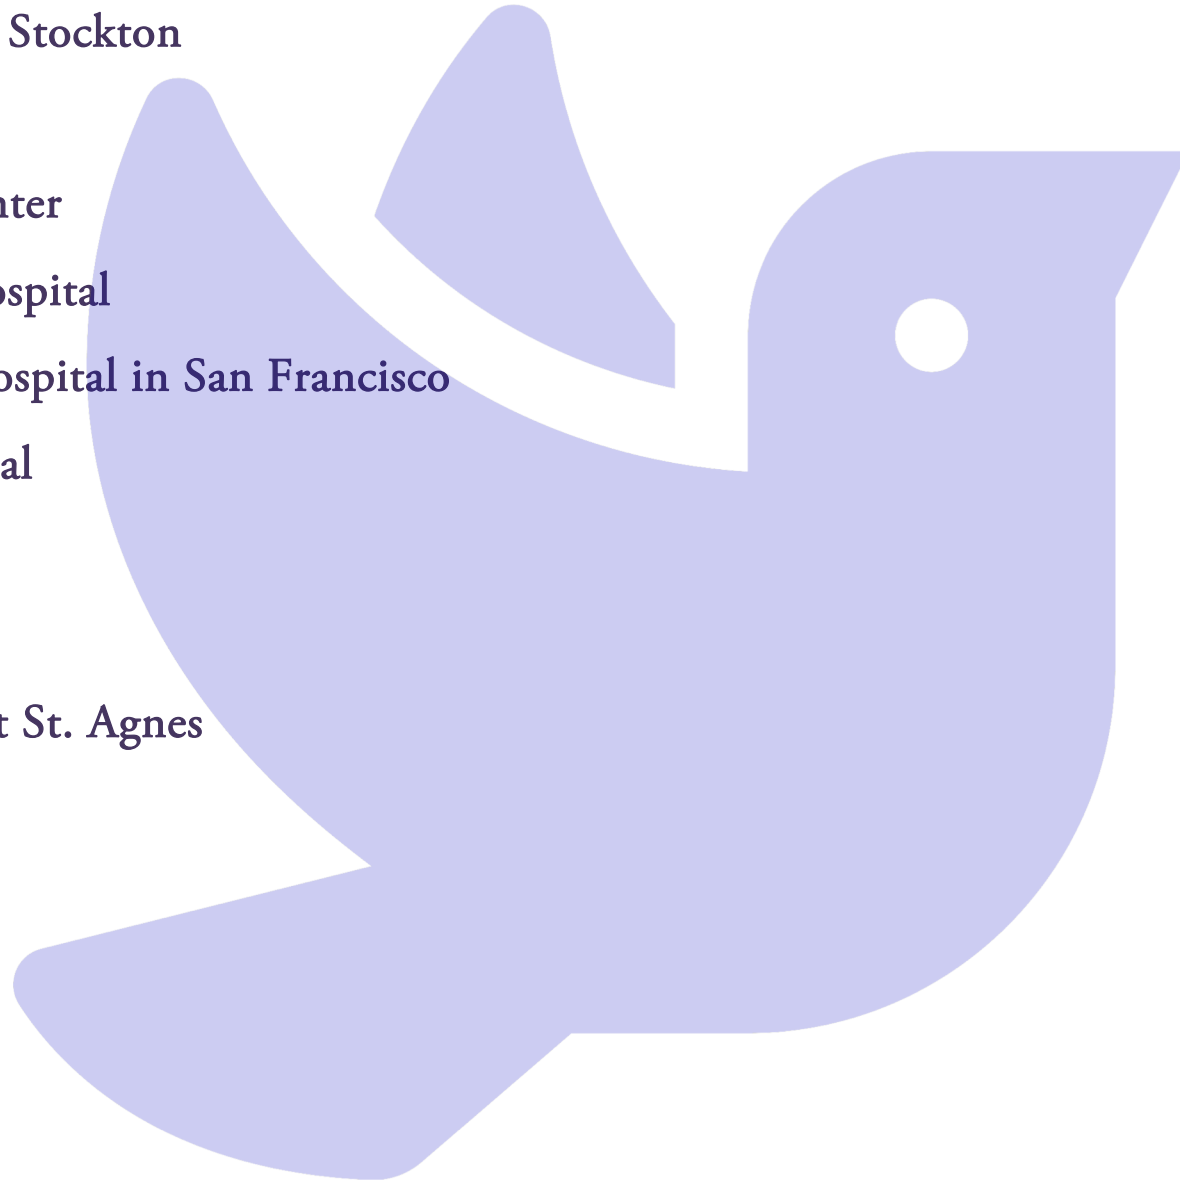 Stockton
nter
ospital
ospital in San Francisco
al
t St. Agnes